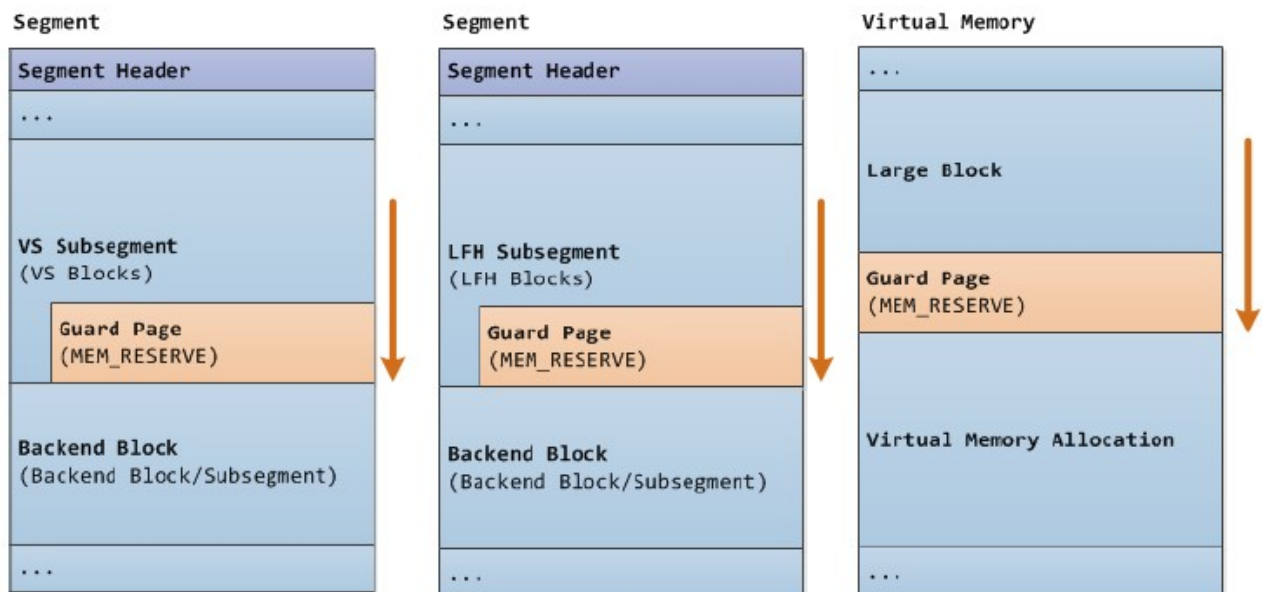 Segment
Segment Header
...
VS Subsegment
(VS Blocks)
Guard Page
(MEM_RESERVE)
Backend Block
(Backend Block/Subsegment)
...
Segment
Segment Header
...
LFH Subsegment
(LFH Blocks)
Guard Page
(MEM_RESERVE)
Backend Block
(Backend Block/Subsegment)
...
Virtual Memory
...
Large Block
Guard Page
(MEM_RESERVE)
Virtual Memory Allocation
...